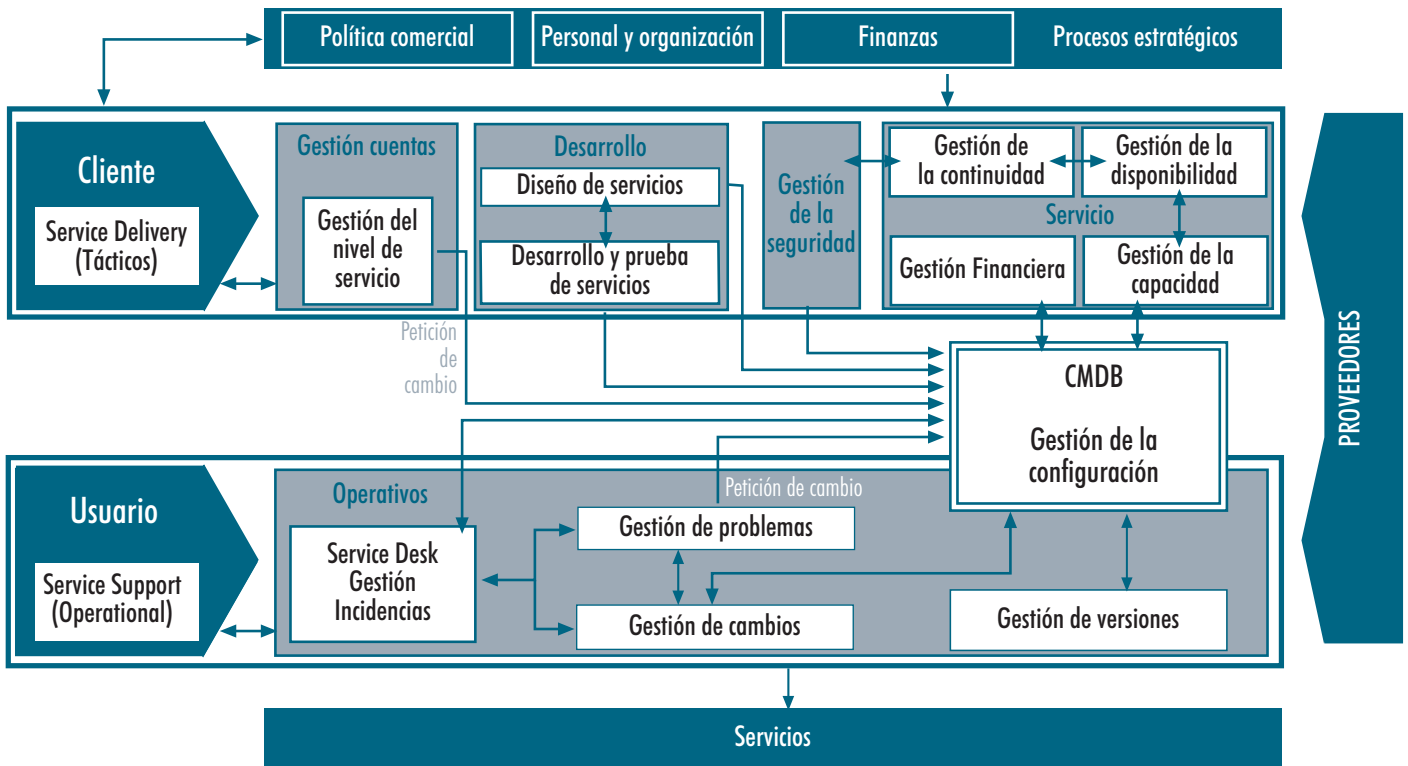 Política comercial
Personal y organización
Finanzas
Procesos estratégicos
Cliente
Service Delivery
(Tácticos)
Gestión cuentas
Gestión del
nivel de
servicio
Desarrollo
Diseño de servicios
Desarrollo y prueba
de servicios
Gestión
de la
seguridad
Gestión de
la continuidad
Gestión de la
disponibilidad
Servicio
Gestión Financiera
Gestión de la
capacidad
PROVEEDORES
Petición
de
cambio
CMDB
Gestión de la
configuración
Usuario
Service Support
(Operational)
Operativos
Service Desk
Gestión
Incidencias
Petición de cambio
Gestión de problemas
Gestión de cambios
Gestión de versiones
Servicios